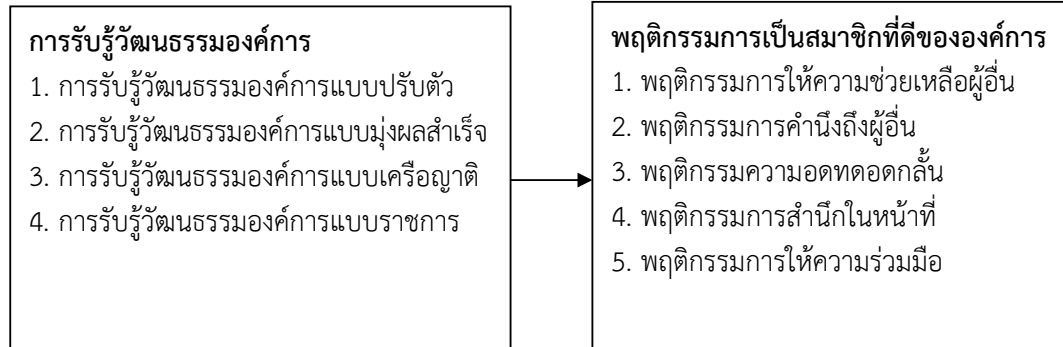 การรับรู้วัฒนธรรมองค์การ
1. การรับรู้วัฒนธรรมองค์การแบบปรับตัว
2. การรับรู้วัฒนธรรมองค์การแบบมุ่งผลสำเร็จ
3. การรับรู้วัฒนธรรมองค์การแบบเครือญาติ
4. การรับรู้วัฒนธรรมองค์การแบบราชการ
พฤติกรรมการเป็นสมาชิกที่ดีขององค์การ
1. พฤติกรรมการให้ความช่วยเหลือผู้อื่น
2. พฤติกรรมการคำนึงถึงผู้อื่น
3. พฤติกรรมความอดทดอดกลั้น
4. พฤติกรรมการสำนึกในหน้าที่
5. พฤติกรรมการให้ความร่วมมือ